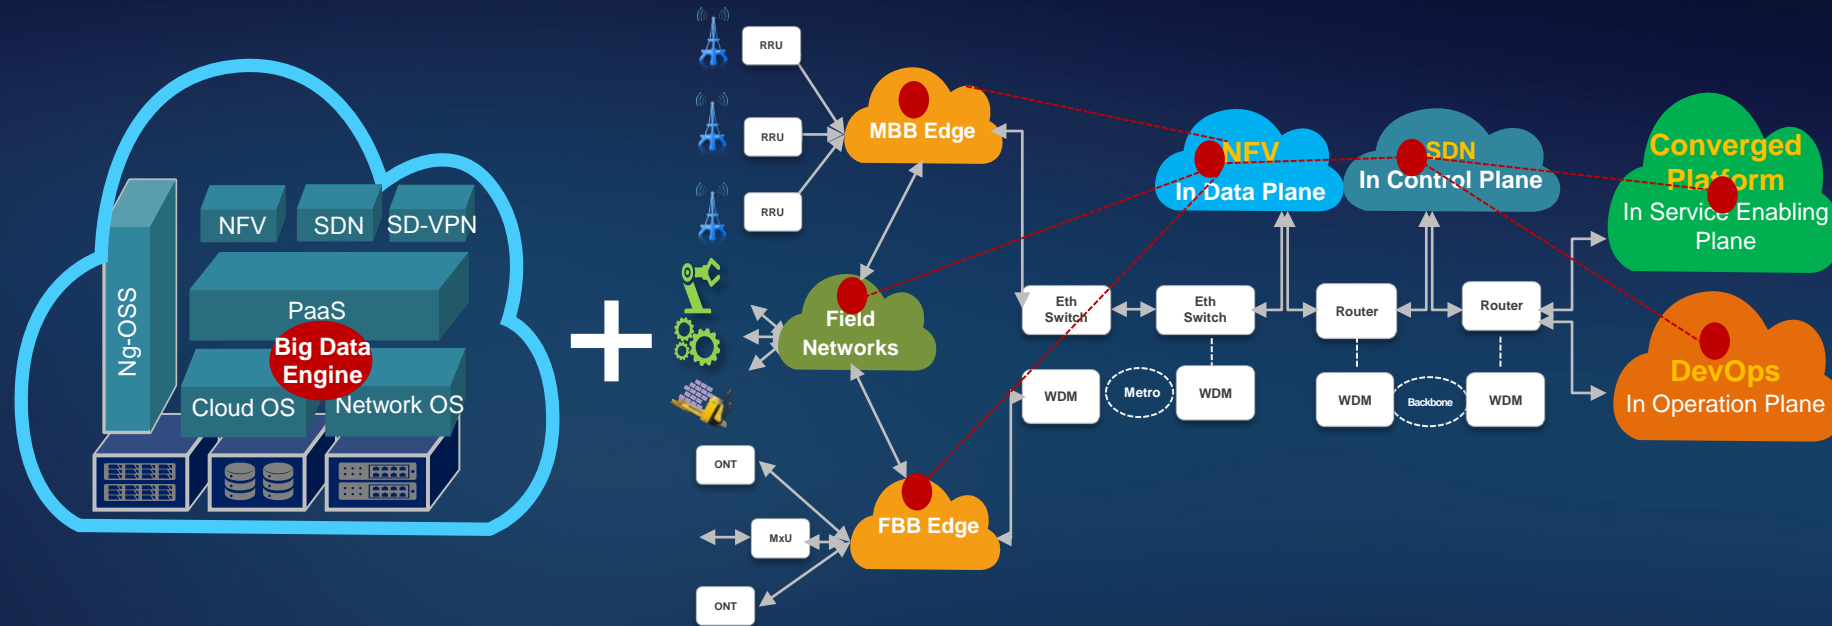 Ng-OSS
NFV
SDN
SD-VPN
PaaS
Big Data
Engine
Cloud OS
Network OS
RRU
RRU
RRU
MBB Edge
Field
Networks
ONT
MxU
ONT
FBB Edge
NFV
In Data Plane
SDN
In Control Plane
Converged
Platform
In Service Enabling
Plane
Eth
Switch
Eth
Switch
Router
Router
WDM
Metro
WDM
WDM
Backbone
WDM
DevOps
In Operation Plane